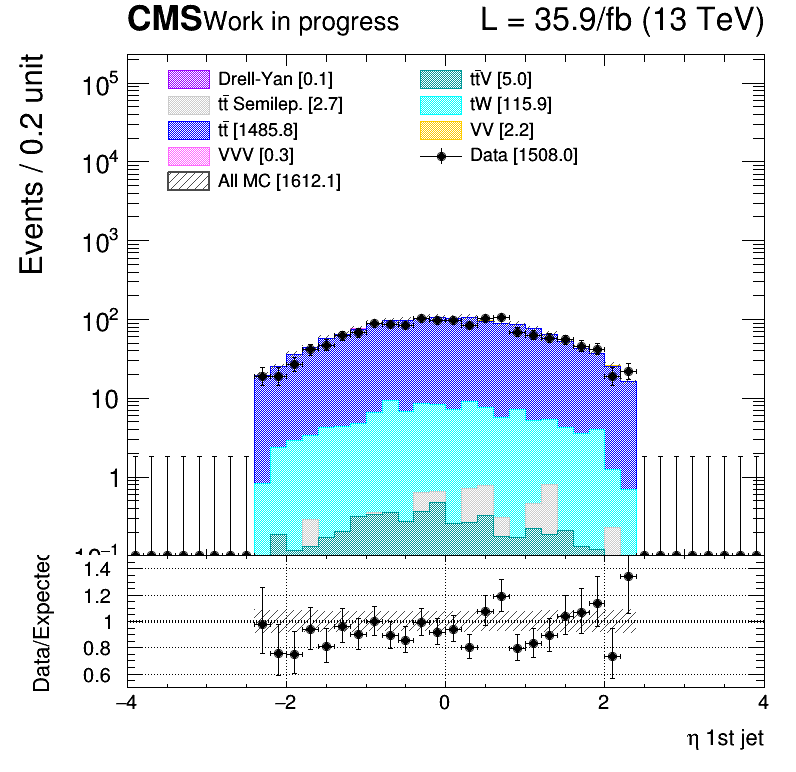 CMS Work in progress L = 35.9/fb (13 TeV)
Events / 0.2 unit
Drell-Yan [0.1]
tt̄ Semilep. [2.7]
tt̄ [1485.8]
VVV [0.3]
All MC [1612.1]
tt̄V [5.0]
tW [115.9]
VV [2.2]
Data [1508.0]
10⁵
10⁴
10³
10²
10
1
10⁻¹
Data/Expected
1.4
1.2
1
0.8
0.6
−4 −2 0 2 4
η 1st jet